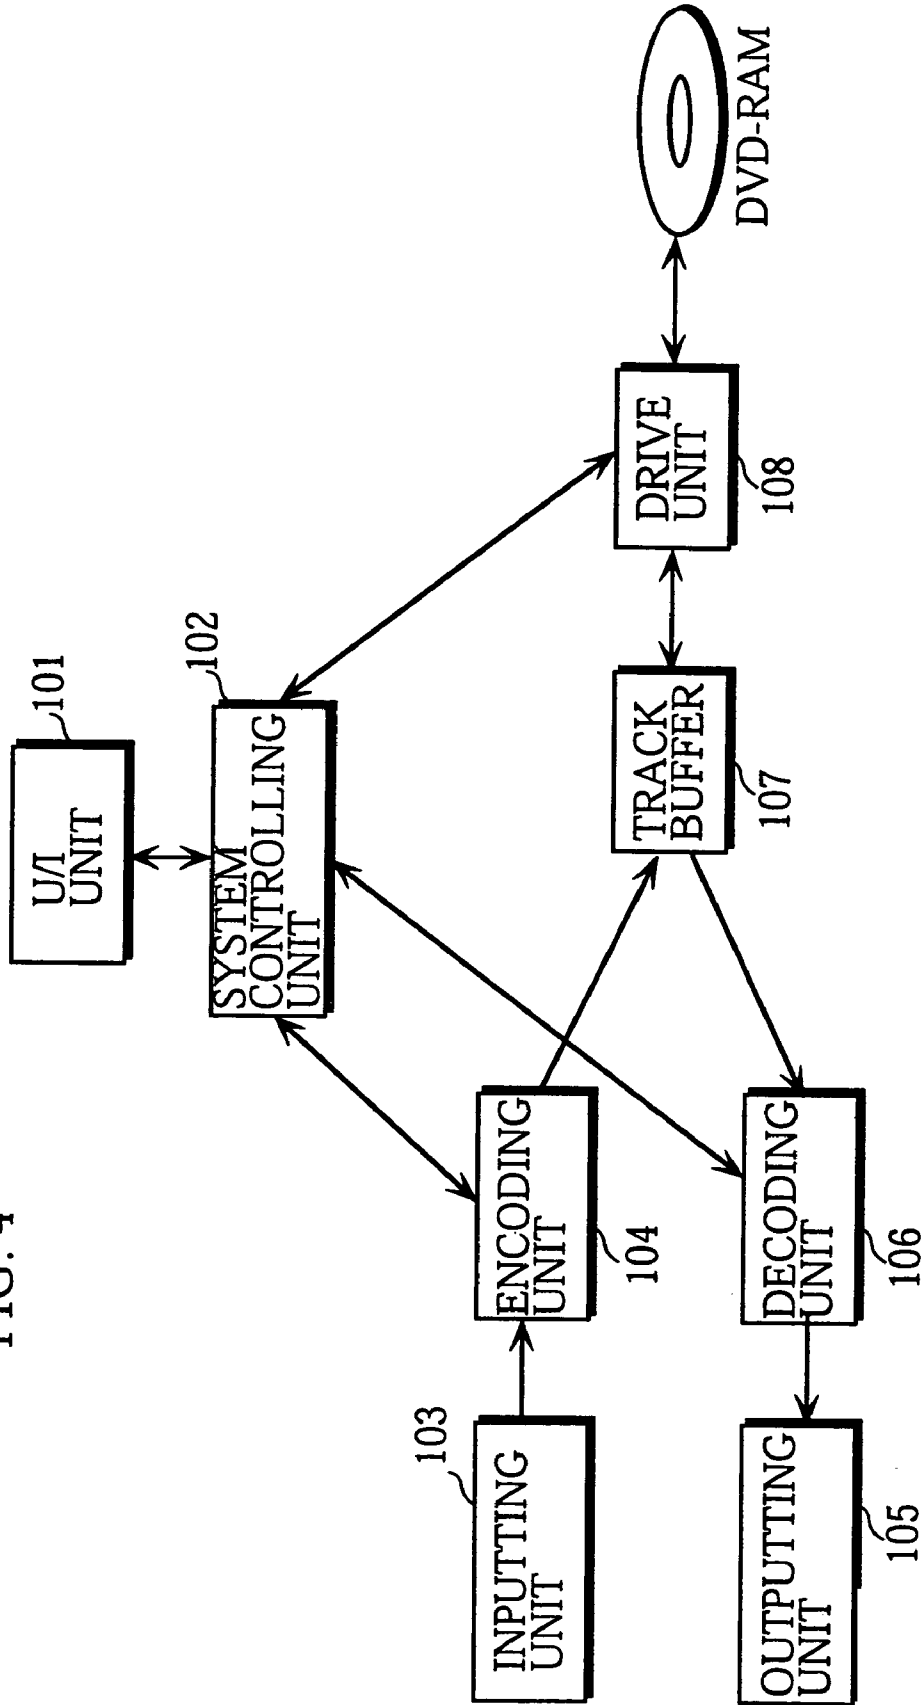 FIG. 4
U/I
UNIT
101
SYSTEM
CONTROLLING
UNIT
102
INPUTTING
UNIT
103
ENCODING
UNIT
104
TRACK
BUFFER
107
DRIVE
UNIT
108
DVD-RAM
OUTPUTTING
UNIT
105
DECODING
UNIT
106